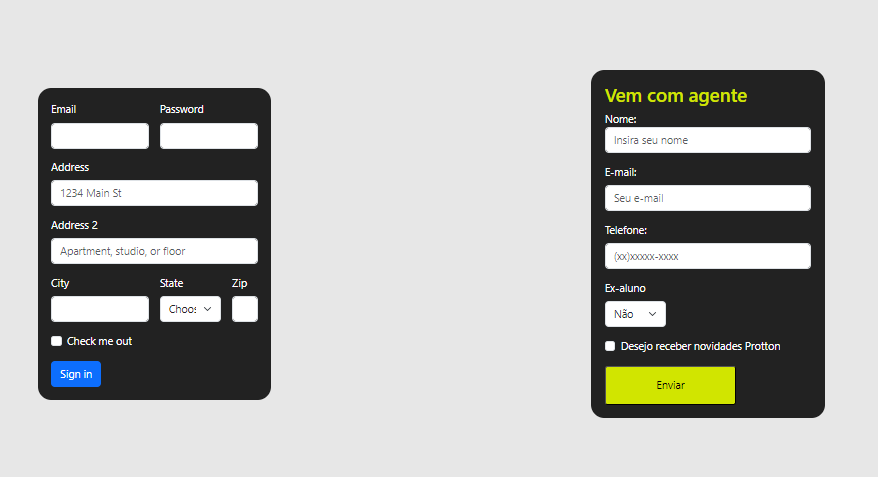 Email Password
Address
1234 Main St
Address 2
Apartment, studio, or floor
City State Zip
Choos
Check me out
Sign in
Vem com agente
Nome:
Insira seu nome
E-mail:
Seu e-mail
Telefone:
(xx)xxxxx-xxxx
Ex-aluno
Não
Desejo receber novidades Protton
Enviar